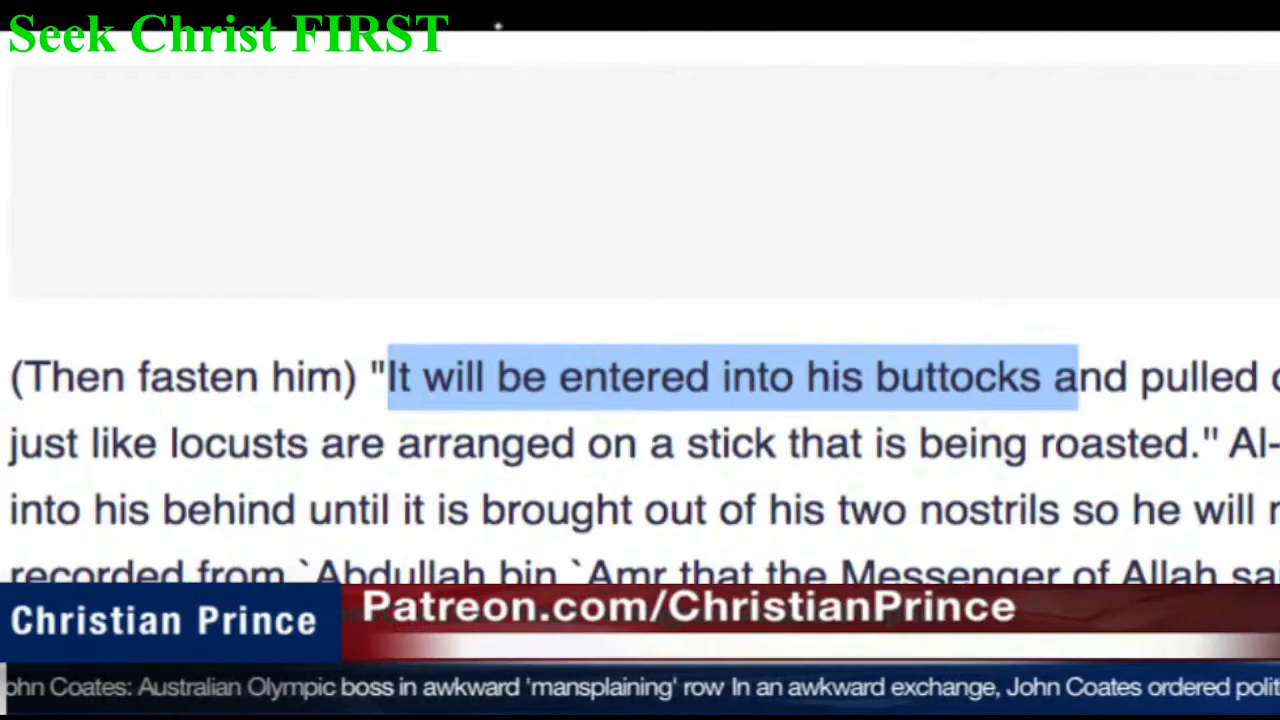 Seek Christ FIRST
(Then fasten him) "It will be entered into his buttocks and pulled
just like locusts are arranged on a stick that is being roasted." Al-
into his behind until it is brought out of his two nostrils so he will
recorded from `Abdullah bin `Amr that the Messenger of Allah sai
Christian Prince
Patreon.com/ChristianPrince
ohn Coates: Australian Olympic boss in awkward 'mansplaining' row In an awkward exchange, John Coates ordered polit